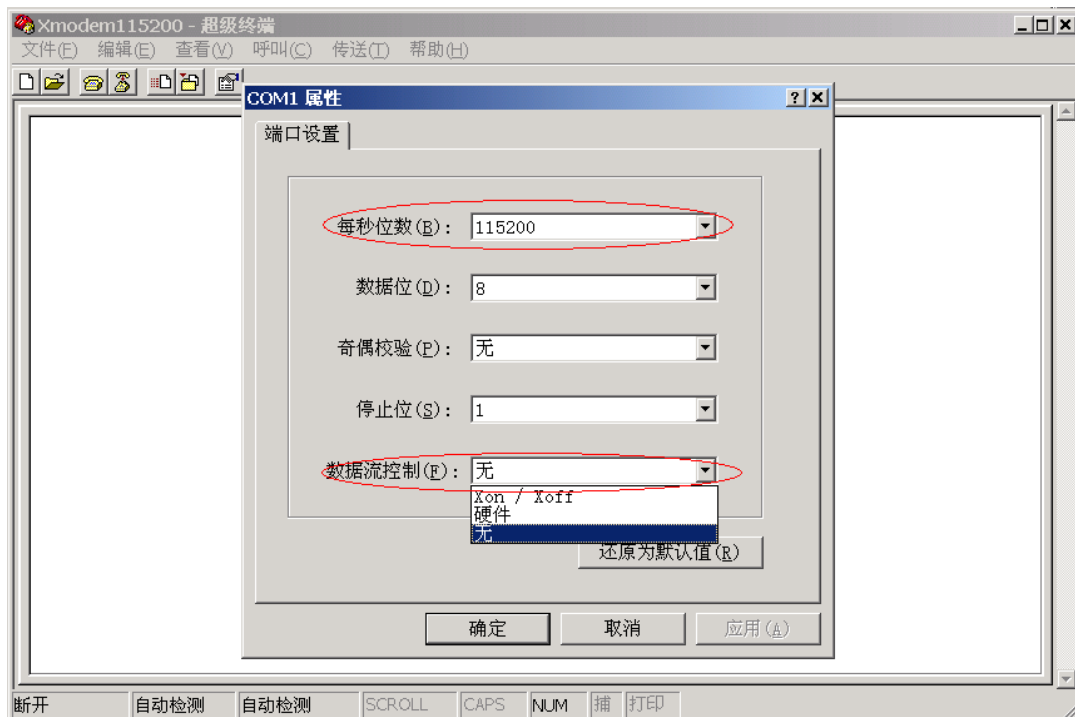 Xmodem115200 - 超级终端
文件(F) 编辑(E) 查看(V) 呼叫(C) 传送(T) 帮助(H)
COM1 属性
端口设置
每秒位数(B): 115200
数据位(D): 8
奇偶校验(P): 无
停止位(S): 1
数据流控制(F): 无
Xon / Xoff
硬件
无
还原为默认值(R)
确定 取消 应用(A)
断开 自动检测 自动检测 SCROLL CAPS NUM 捕 打印